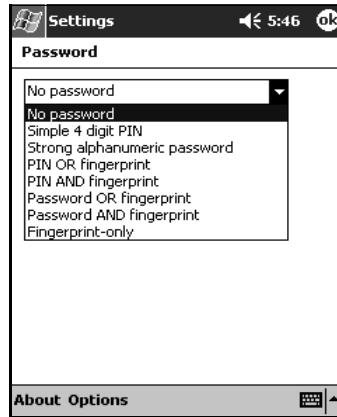 Settings 5:46 ok
Password
No password
No password
Simple 4 digit PIN
Strong alphanumeric password
PIN OR fingerprint
PIN AND fingerprint
Password OR fingerprint
Password AND fingerprint
Fingerprint-only
About Options